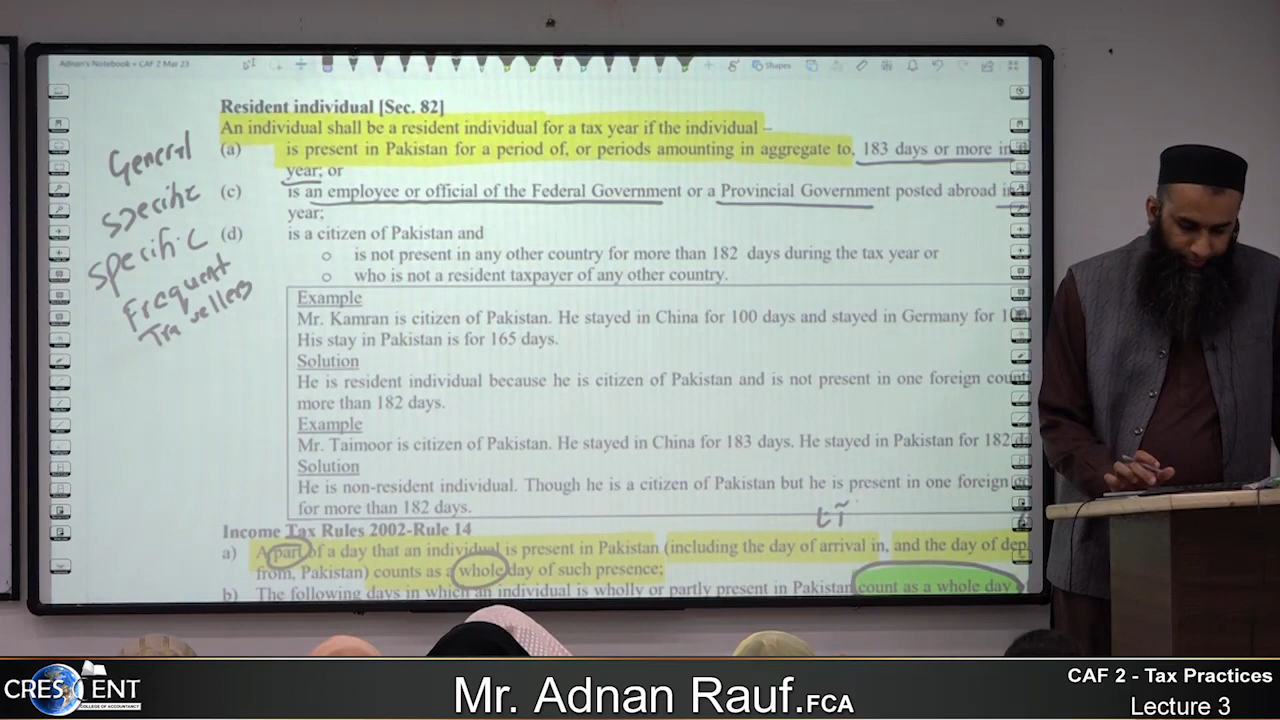 Adnan's Notebook » CAF 2 Mar 23
Shapes
Resident individual [Sec. 82]
An individual shall be a resident individual for a tax year if the individual –
(a) is present in Pakistan for a period of, or periods amounting in aggregate to, 183 days or more in
year; or
(c) is an employee or official of the Federal Government or a Provincial Government posted abroad
year;
(d) is a citizen of Pakistan and
o is not present in any other country for more than 182 days during the tax year or
o who is not a resident taxpayer of any other country.
General
Specific
Specific
Frequent
Travellers
Example
Mr. Kamran is citizen of Pakistan. He stayed in China for 100 days and stayed in Germany for
His stay in Pakistan is for 165 days.
Solution
He is resident individual because he is citizen of Pakistan and is not present in one foreign
more than 182 days.
Example
Mr. Taimoor is citizen of Pakistan. He stayed in China for 183 days. He stayed in Pakistan for 182
Solution
He is non-resident individual. Though he is a citizen of Pakistan but he is present in one foreign
for more than 182 days.
Income Tax Rules 2002-Rule 14
a) A part of a day that an individual is present in Pakistan (including the day of arrival in, and the day of dep
from, Pakistan) counts as a whole day of such presence;
b) The following days in which an individual is wholly or partly present in Pakistan count as a whole day
CRESCENT
COLLEGE OF ACCOUNTANCY
Mr. Adnan Rauf.FCA
CAF 2 - Tax Practices
Lecture 3